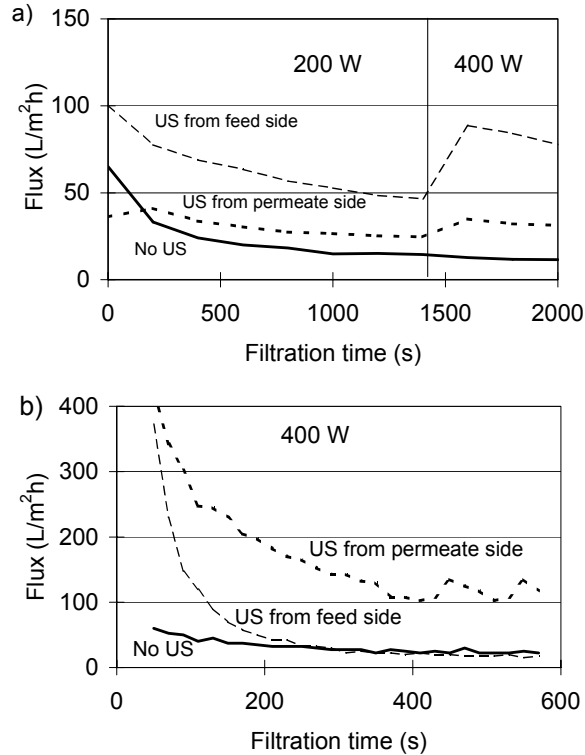 a)
150
200 W
400 W
100
US from feed side
Flux (L/m²h)
50
US from permeate side
No US
0
0 500 1000 1500 2000
Filtration time (s)
b)
400
400 W
300
Flux (L/m²h)
200
US from permeate side
100
US from feed side
No US
0
0 200 400 600
Filtration time (s)